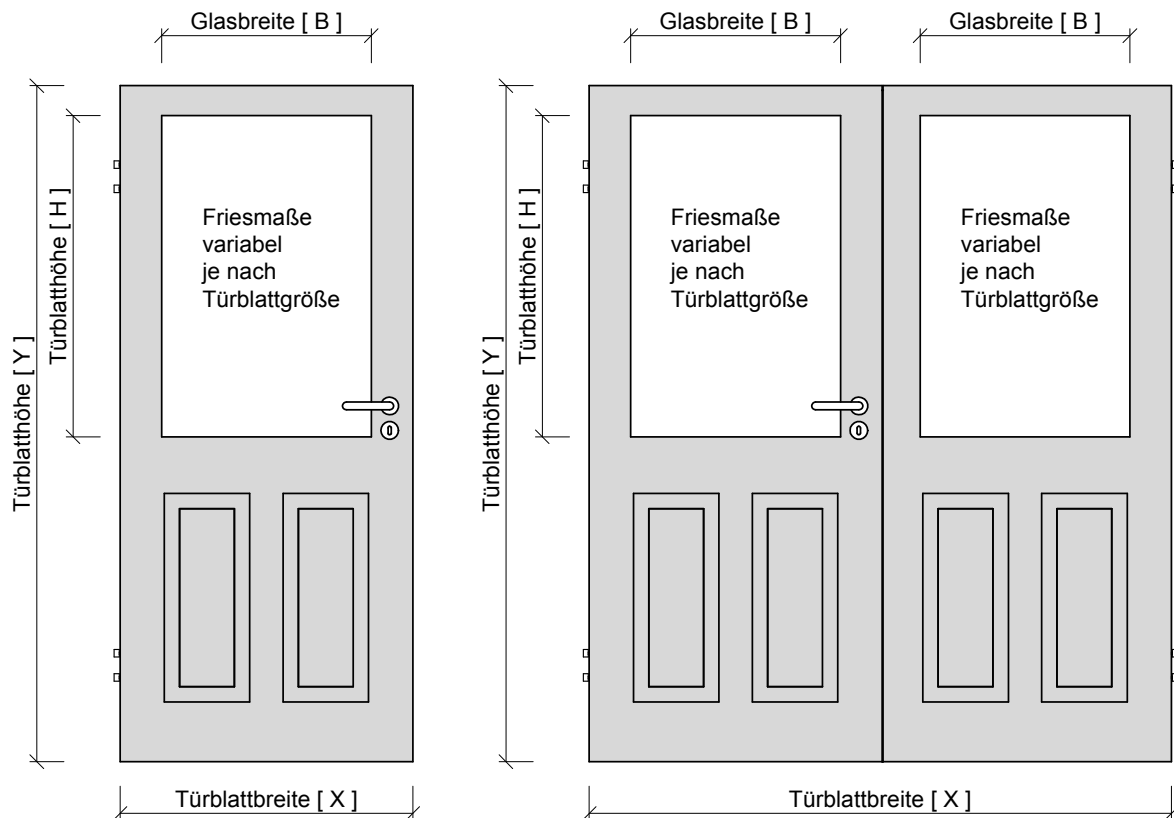 Glasbreite [ B ]
Glasbreite [ B ]
Glasbreite [ B ]
Türblatthöhe [ Y ]
Türblatthöhe [ H ]
Friesmaße
variabel
je nach
Türblattgröße
Türblatthöhe [ Y ]
Türblatthöhe [ H ]
Friesmaße
variabel
je nach
Türblattgröße
Friesmaße
variabel
je nach
Türblattgröße
Türblattbreite [ X ]
Türblattbreite [ X ]